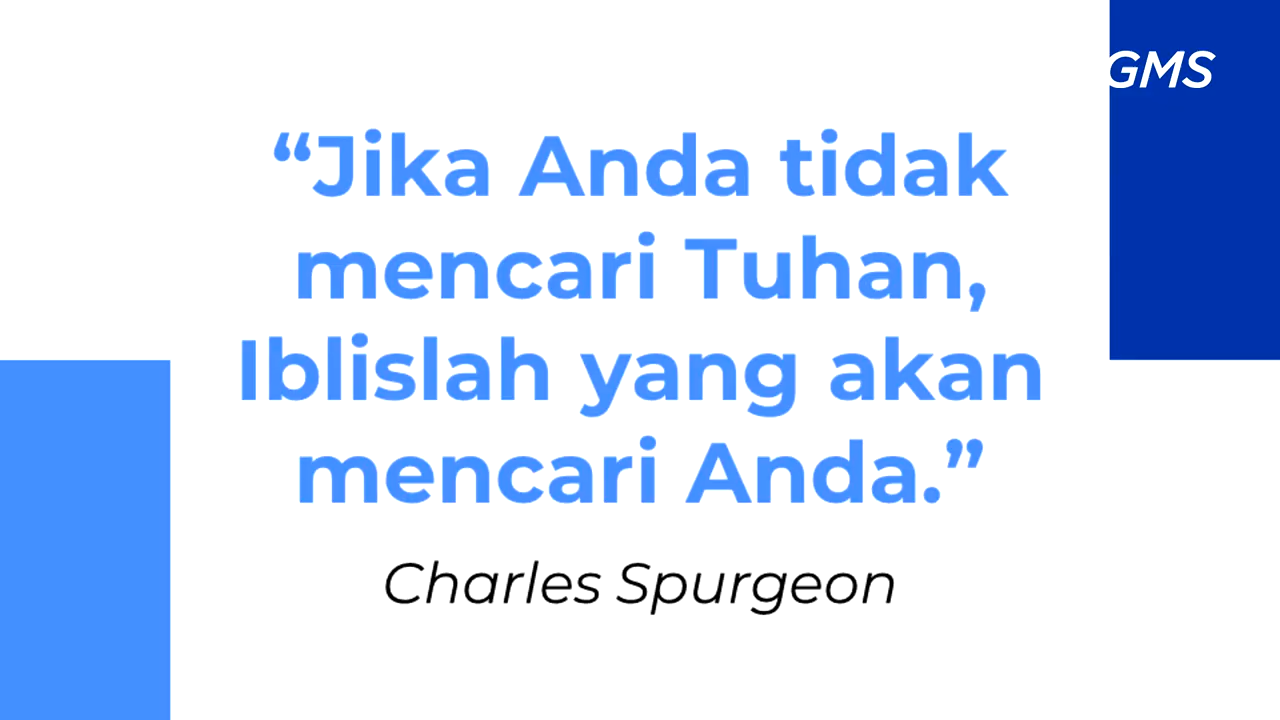 GMS
“Jika Anda tidak
mencari Tuhan,
Iblislah yang akan
mencari Anda.”
Charles Spurgeon